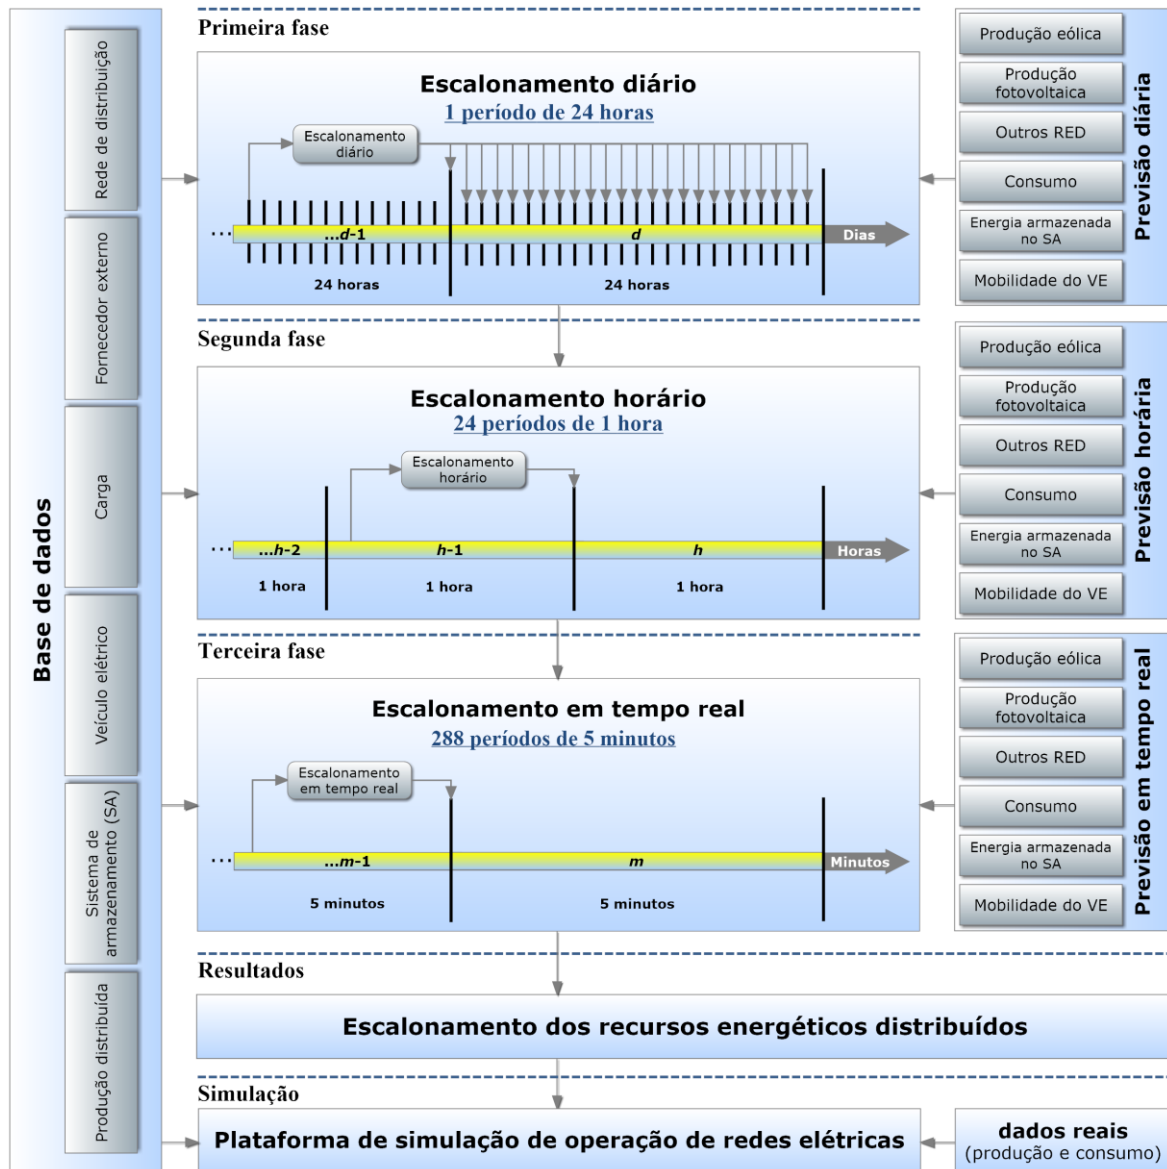 Base de dados
Rede de distribuição
Fornecedor externo
Carga
Veículo elétrico
Sistema de
armazenamento (SA)
Produção distribuída
Primeira fase
Escalonamento diário
1 período de 24 horas
Escalonamento
diário
...
...d-1
d
Dias
24 horas
24 horas
Previsão diária
Produção eólica
Produção
fotovoltaica
Outros RED
Consumo
Energia armazenada
no SA
Mobilidade do VE
Segunda fase
Escalonamento horário
24 períodos de 1 hora
Escalonamento
horário
...
...h-2
h-1
h
Horas
1 hora
1 hora
1 hora
Previsão horária
Produção eólica
Produção
fotovoltaica
Outros RED
Consumo
Energia armazenada
no SA
Mobilidade do VE
Terceira fase
Escalonamento em tempo real
288 períodos de 5 minutos
Escalonamento
em tempo real
...
...m-1
m
Minutos
5 minutos
5 minutos
Previsão em tempo real
Produção eólica
Produção
fotovoltaica
Outros RED
Consumo
Energia armazenada
no SA
Mobilidade do VE
Resultados
Escalonamento dos recursos energéticos distribuídos
Simulação
Plataforma de simulação de operação de redes elétricas
dados reais
(produção e consumo)